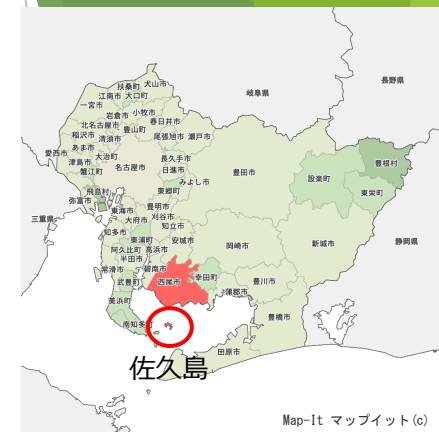 長野県
岐阜県
扶桑町 犬山市
江南市 大口町
一宮市
岩倉市 小牧市
春日井市
北名古屋市
稲沢市 豊山町
清須市 尾張旭市 瀬戸市
あま市
愛西市
大治町 長久手市
津島市
名古屋市 日進市
蟹江町
みよし市
豊田市
東郷町
飛島村
弥富市
豊根村
設楽町
東栄町
三重県
東海市 豊明市
大府市 刈谷市
知多市 知立市
東浦町 安城市
岡崎市
新城市
静岡県
阿久比町 高浜市
半田市
常滑市 碧南市
武豊町
西尾市
幸田町
豊川市
蒲郡市
美浜町
南知多町
豊橋市
田原市
佐久島
Map-It マップイット(c)